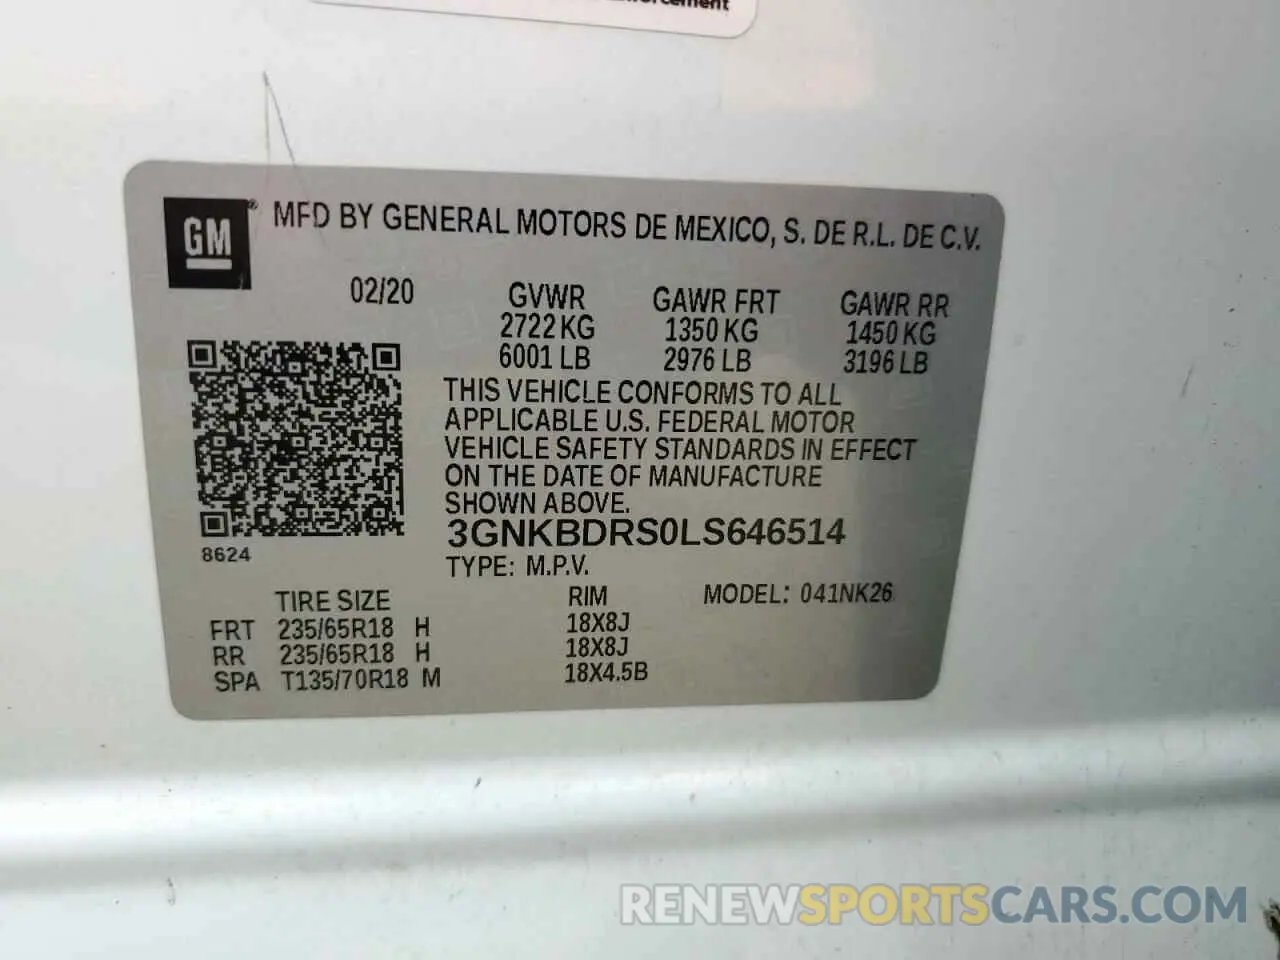 Enforcement
GM ® MFD BY GENERAL MOTORS DE MEXICO, S. DE R.L. DE C.V.
02/20 GVWR GAWR FRT GAWR RR
2722 KG 1350 KG 1450 KG
6001 LB 2976 LB 3196 LB
THIS VEHICLE CONFORMS TO ALL
APPLICABLE U.S. FEDERAL MOTOR
VEHICLE SAFETY STANDARDS IN EFFECT
ON THE DATE OF MANUFACTURE
SHOWN ABOVE.
3GNKBDRS0LS646514
8624
TYPE: M.P.V.
TIRE SIZE RIM MODEL: 041NK26
FRT 235/65R18 H 18X8J
RR 235/65R18 H 18X8J
SPA T135/70R18 M 18X4.5B
RENEWSPORTSCARS.COM